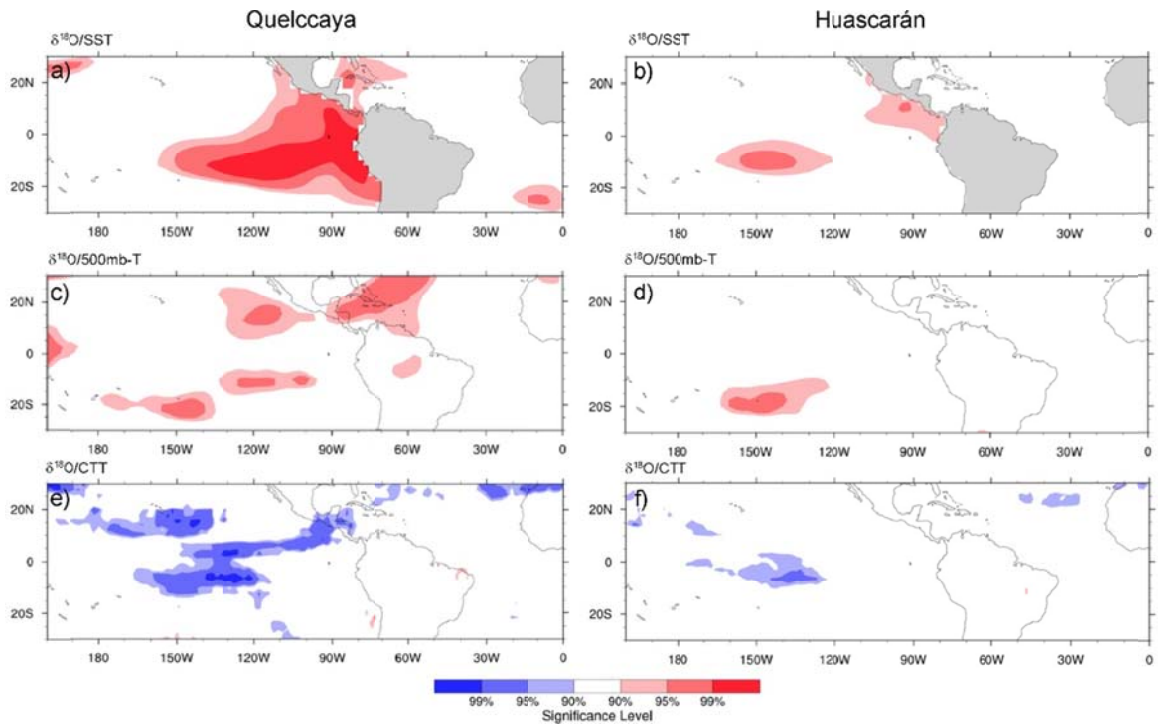 Quelccaya
Huascarán
δ¹⁸O/SST
δ¹⁸O/SST
a)
b)
20N
0
20S
20N
0
20S
180 150W 120W 90W 60W 30W 0
180 150W 120W 90W 60W 30W 0
δ¹⁸O/500mb-T
δ¹⁸O/500mb-T
c)
d)
20N
0
20S
20N
0
20S
180 150W 120W 90W 60W 30W 0
180 150W 120W 90W 60W 30W 0
δ¹⁸O/CTT
δ¹⁸O/CTT
e)
f)
20N
0
20S
20N
0
20S
180 150W 120W 90W 60W 30W 0
180 150W 120W 90W 60W 30W 0
99% 95% 90% 90% 95% 99%
Significance Level